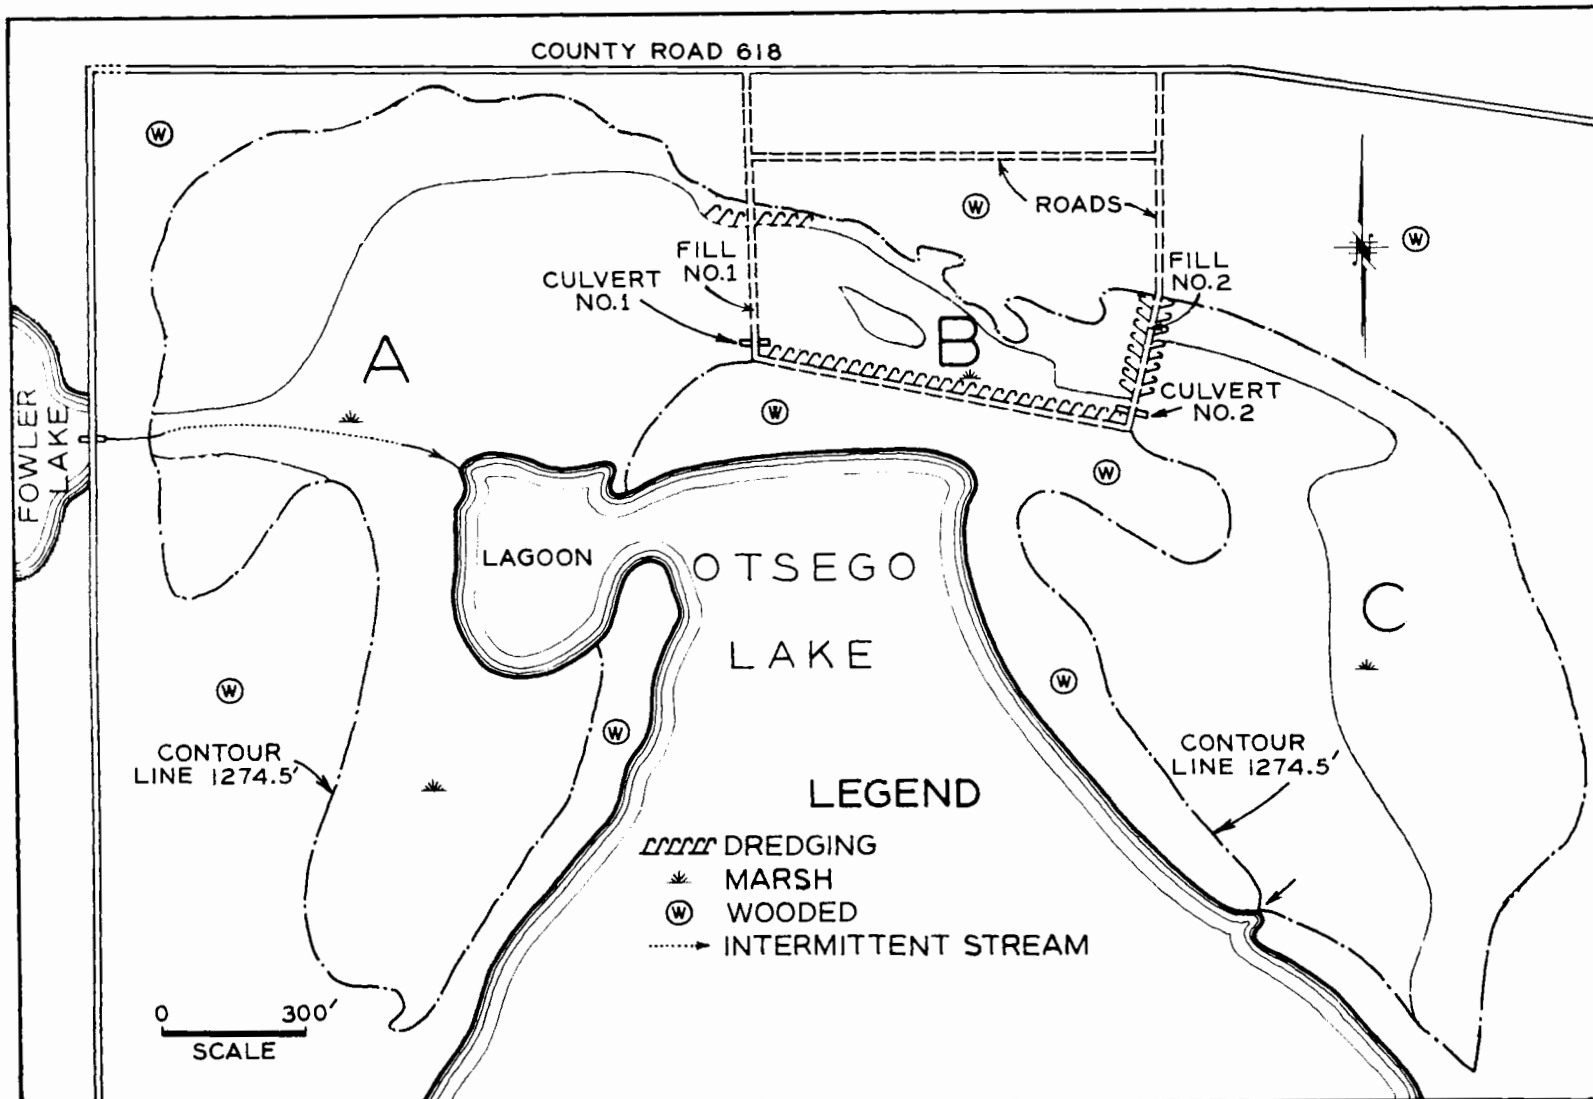 COUNTY ROAD 618
W
W
ROADS
W
FILL
NO.1
CULVERT
NO.1
FILL
NO.2
A
B
CULVERT
NO.2
FOWLER
LAKE
W
W
LAGOON
OTSEGO
LAKE
C
W
W
W
CONTOUR
LINE 1274.5'
CONTOUR
LINE 1274.5'
LEGEND
DREDGING
MARSH
W WOODED
INTERMITTENT STREAM
0 300'
SCALE